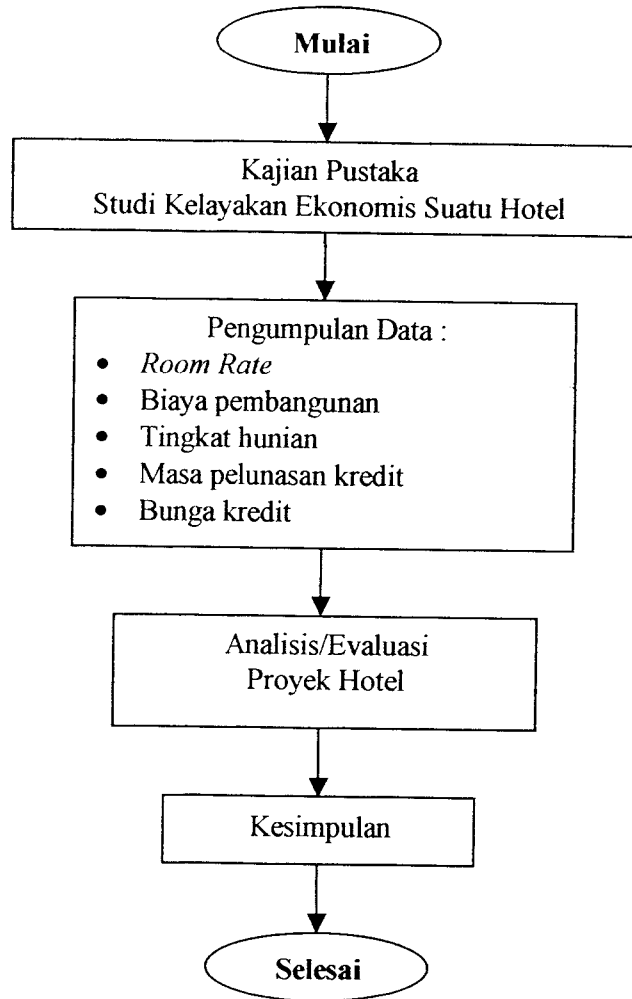 Mulai
Kajian Pustaka
Studi Kelayakan Ekonomis Suatu Hotel
Pengumpulan Data :
• Room Rate
• Biaya pembangunan
• Tingkat hunian
• Masa pelunasan kredit
• Bunga kredit
Analisis/Evaluasi
Proyek Hotel
Kesimpulan
Selesai